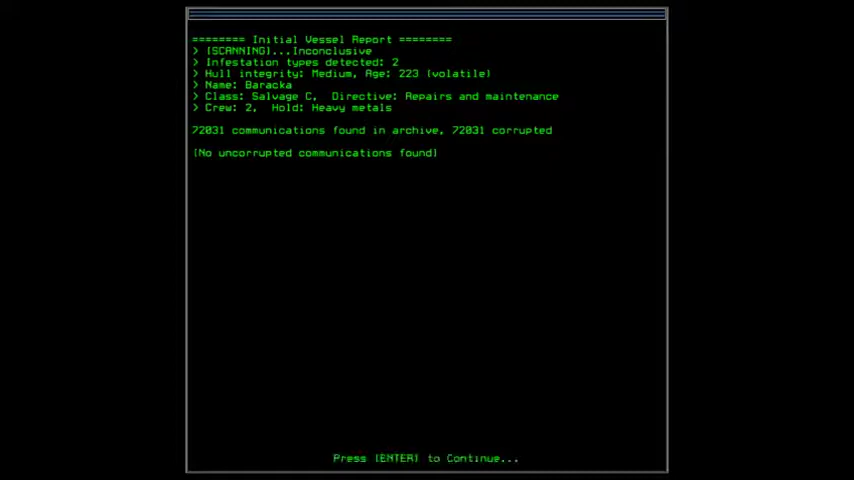 ======== Initial Vessel Report ========
> [SCANNING]...Inconclusive
> Infestation types detected: 2
> Hull integrity: Medium, Age: 223 (volatile)
> Name: Baracka
> Class: Salvage C,  Directive: Repairs and maintenance
> Crew: 2,  Hold: Heavy metals
72031 communications found in archive, 72031 corrupted
[No uncorrupted communications found]
Press [ENTER] to Continue...